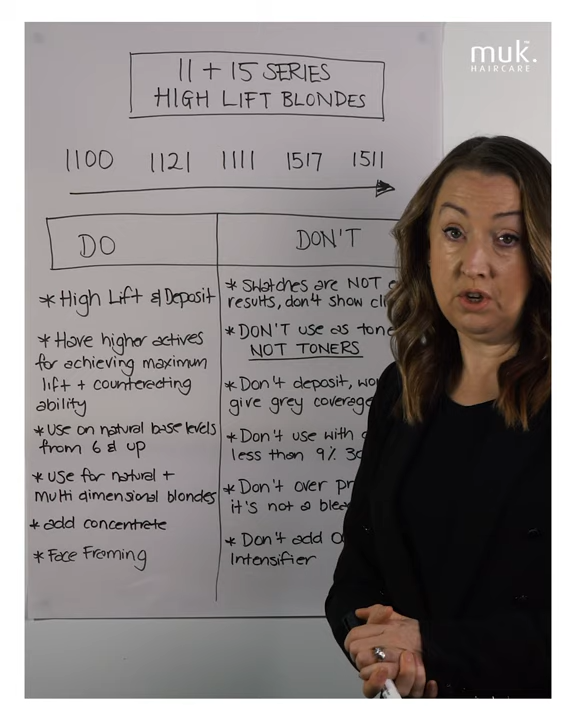 muk.™
HAIRCARE
11 + 15 SERIES
HIGH LIFT BLONDES
1100 1121 1111 1517 1511
DO
* High Lift & Deposit
* Have higher actives
for achieving maximum
lift + counteracting
ability
* Use on natural base levels
from 6 & up
* use for natural +
multi dimensional blondes
* add concentrate
* Face Framing
DON'T
* Swatches are NOT
results, don't show
* DON'T use as
NOT TONERS
* Don't deposit,
give grey coverage
* Don't use with
less than 9%
* Don't over
it's not a
* Don't add
Intensifier